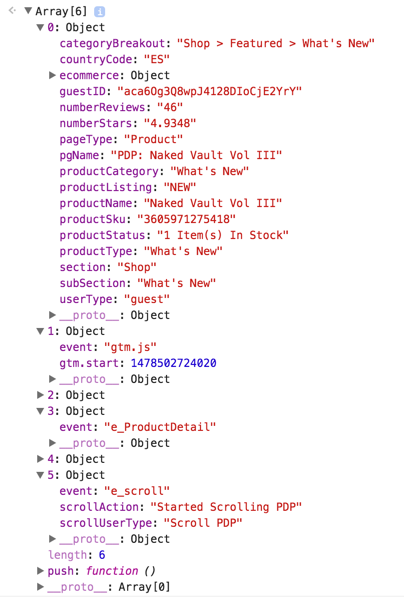 Array[6] i
0: Object
categoryBreakout: "Shop > Featured > What's New"
countryCode: "ES"
ecommerce: Object
guestID: "aca6Og3Q8wpJ4128DIoCjE2YrY"
numberReviews: "46"
numberStars: "4.9348"
pageType: "Product"
pgName: "PDP: Naked Vault Vol III"
productCategory: "What's New"
productListing: "NEW"
productName: "Naked Vault Vol III"
productSku: "3605971275418"
productStatus: "1 Item(s) In Stock"
productType: "What's New"
section: "Shop"
subSection: "What's New"
userType: "guest"
__proto__: Object
1: Object
event: "gtm.js"
gtm.start: 1478502724020
__proto__: Object
2: Object
3: Object
event: "e_ProductDetail"
__proto__: Object
4: Object
5: Object
event: "e_scroll"
scrollAction: "Started Scrolling PDP"
scrollUserType: "Scroll PDP"
__proto__: Object
length: 6
push: function ()
__proto__: Array[0]